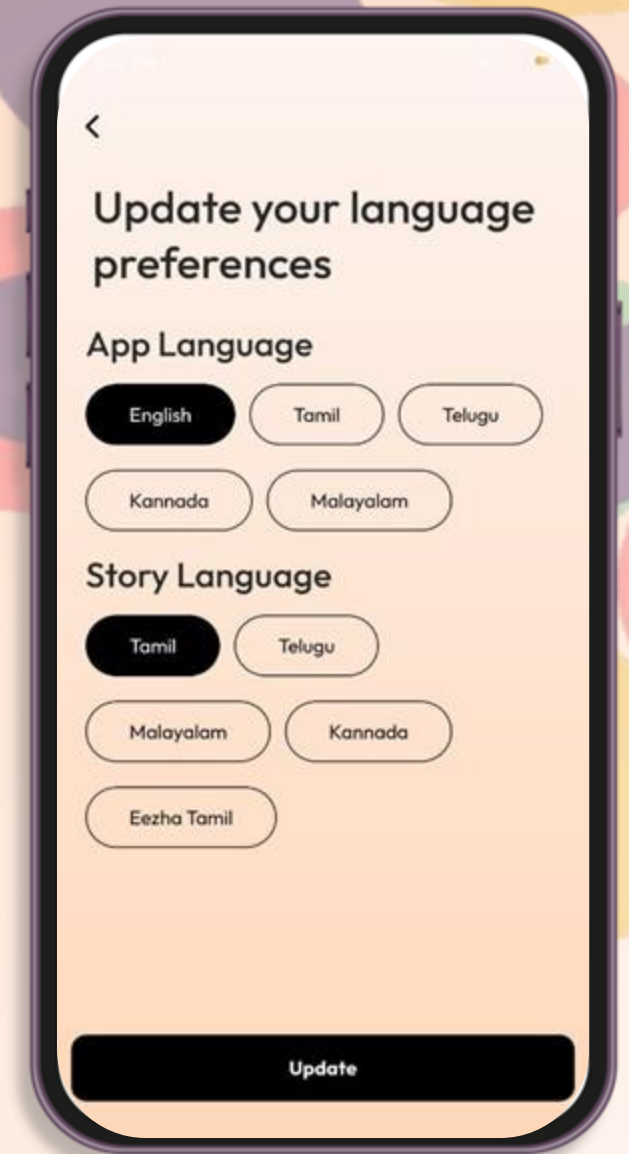 Update your language
preferences
App Language
English Tamil Telugu
Kannada Malayalam
Story Language
Tamil Telugu
Malayalam Kannada
Eezha Tamil
Update